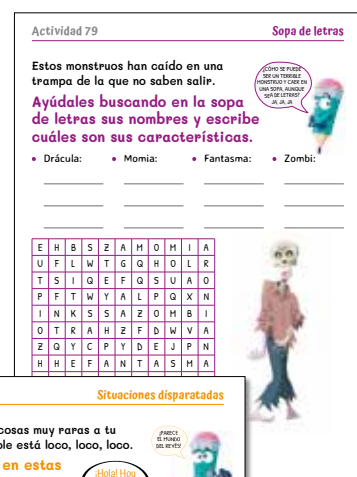 Actividad 79
Sopa de letras
Estos monstruos han caído en una
trampa de la que no saben salir.
¿CÓMO SE PUEDE
SER UN TERRIBLE
MONSTRUO Y CAER EN
UNA SOPA, AUNQUE
SEA DE LETRAS?
JA, JA, JA
Ayúdales buscando en la sopa
de letras sus nombres y escribe
cuáles son sus características.
• Drácula: • Momia: • Fantasma: • Zombi:
E H B S Z A M O M I A
U F L W T G Q H O L R
T S I Q E F Q S U A O
P F T W Y A L P Q X N
I N K S S A Z O M B I
O T R A H Z F D W V A
Z Q Y C P Y D E J P N
H H E F A N T A S M A
Situaciones disparatadas
cosas muy raras a tu
ble está loco, loco, loco.
¡PARECE
EL MUNDO
DEL REVÉS!
en estas
¡Hola! Hoy